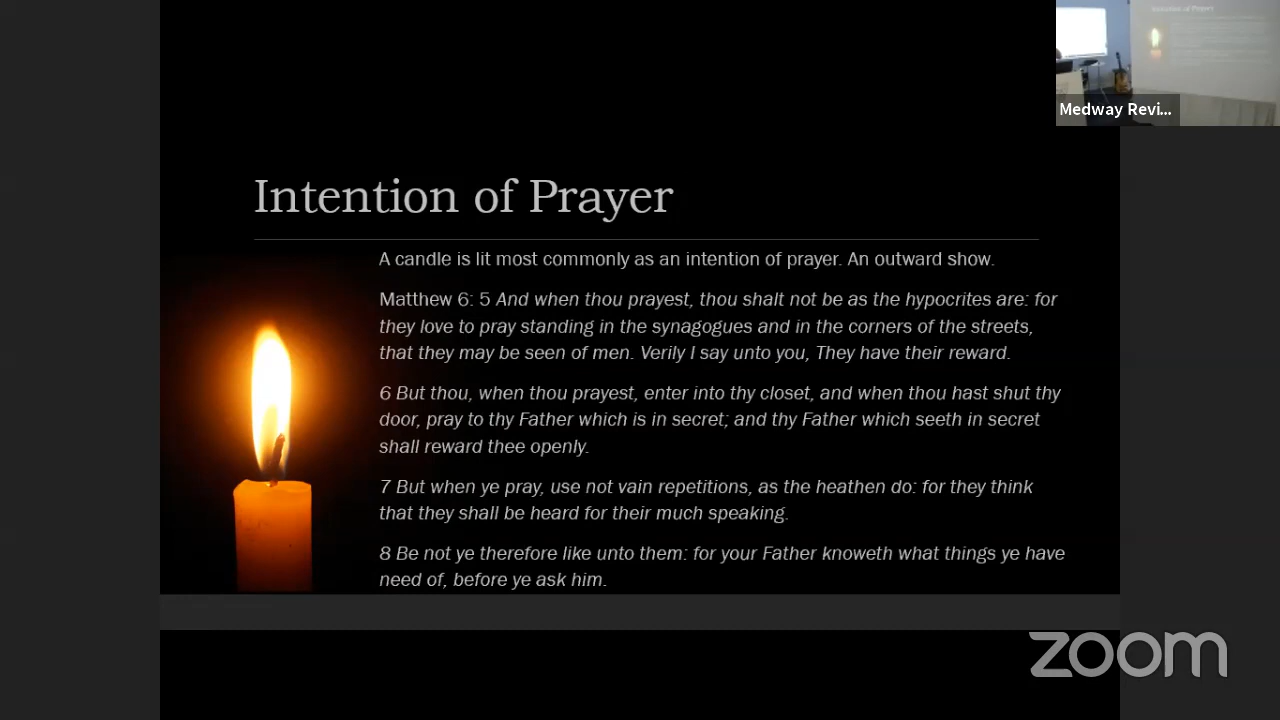 Intention of Prayer
Medway Revi...
Intention of Prayer
A candle is lit most commonly as an intention of prayer. An outward show.
Matthew 6: 5 And when thou prayest, thou shalt not be as the hypocrites are: for
they love to pray standing in the synagogues and in the corners of the streets,
that they may be seen of men. Verily I say unto you, They have their reward.
6 But thou, when thou prayest, enter into thy closet, and when thou hast shut thy
door, pray to thy Father which is in secret; and thy Father which seeth in secret
shall reward thee openly.
7 But when ye pray, use not vain repetitions, as the heathen do: for they think
that they shall be heard for their much speaking.
8 Be not ye therefore like unto them: for your Father knoweth what things ye have
need of, before ye ask him.
zoom